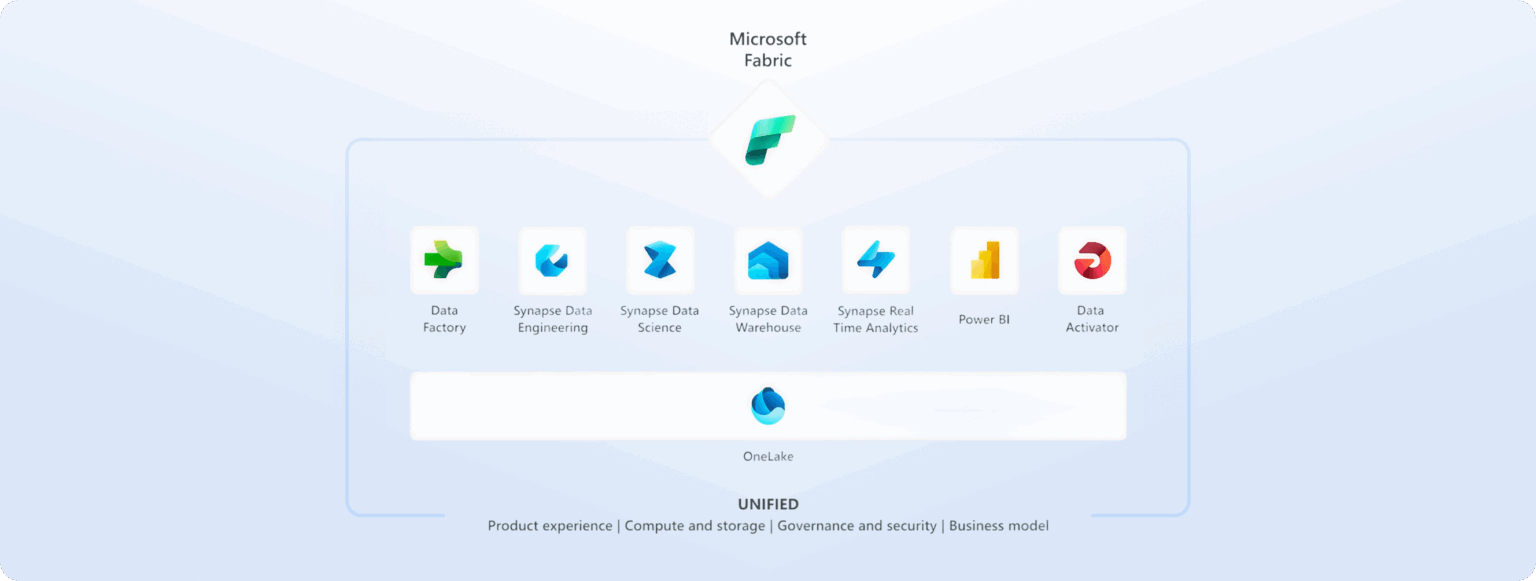 Microsoft
Fabric
Data
Factory
Synapse Data
Engineering
Synapse Data
Science
Synapse Data
Warehouse
Synapse Real
Time Analytics
Power BI
Data
Activator
OneLake
UNIFIED
Product experience | Compute and storage | Governance and security | Business model